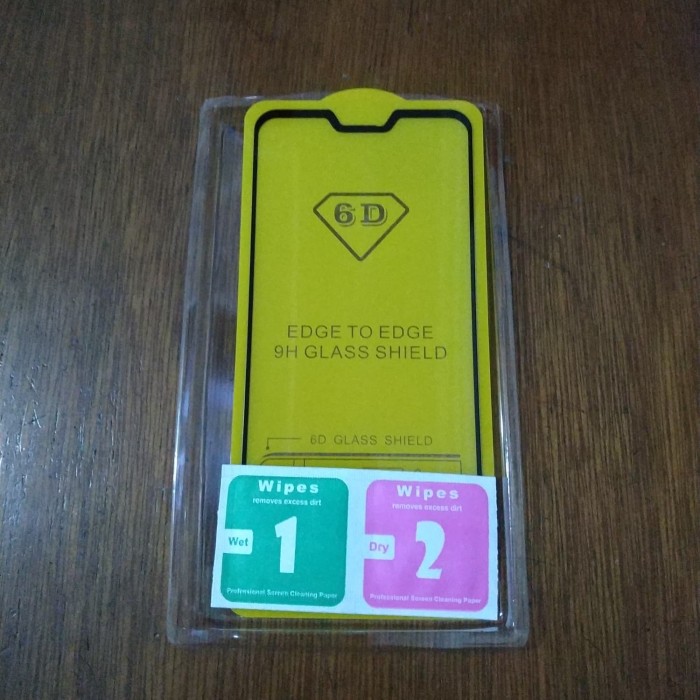 6D
EDGE TO EDGE
9H GLASS SHIELD
6D GLASS SHIELD
Wipes
removes excess dirt
Wet
1
Professional Screen Cleaning Paper
Wipes
removes excess dirt
Dry
2
Professional Screen Cleaning Paper